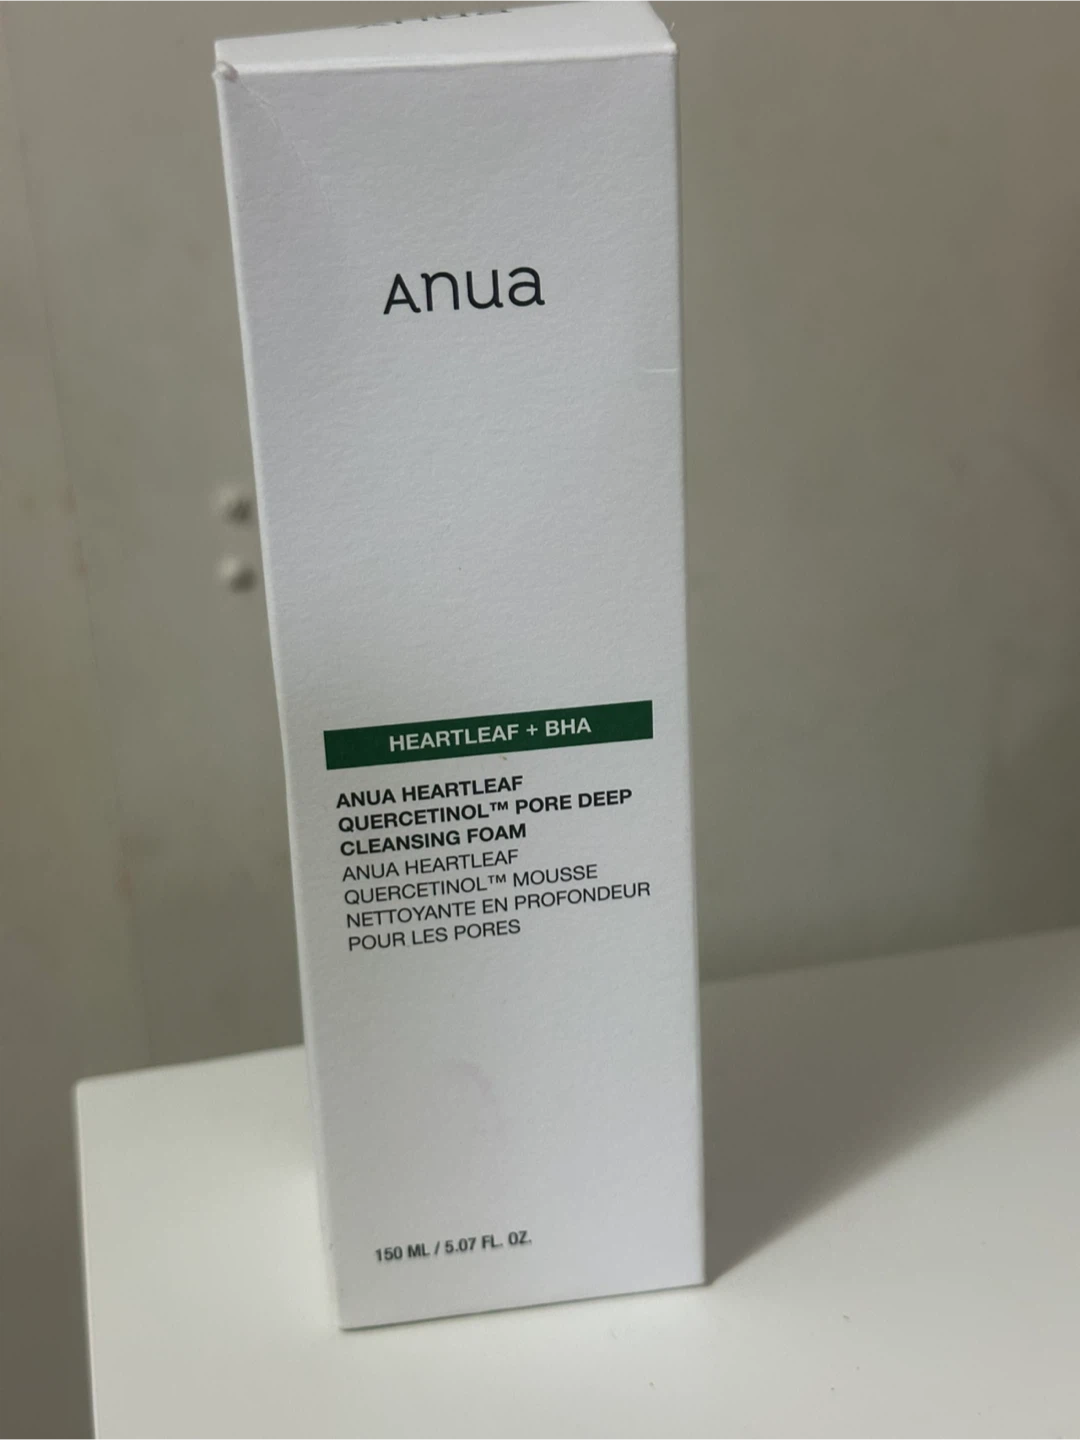 Anua
HEARTLEAF + BHA
ANUA HEARTLEAF
QUERCETINOL™ PORE DEEP
CLEANSING FOAM
ANUA HEARTLEAF
QUERCETINOL™ MOUSSE
NETTOYANTE EN PROFONDEUR
POUR LES PORES
150 ML / 5.07 FL. OZ.